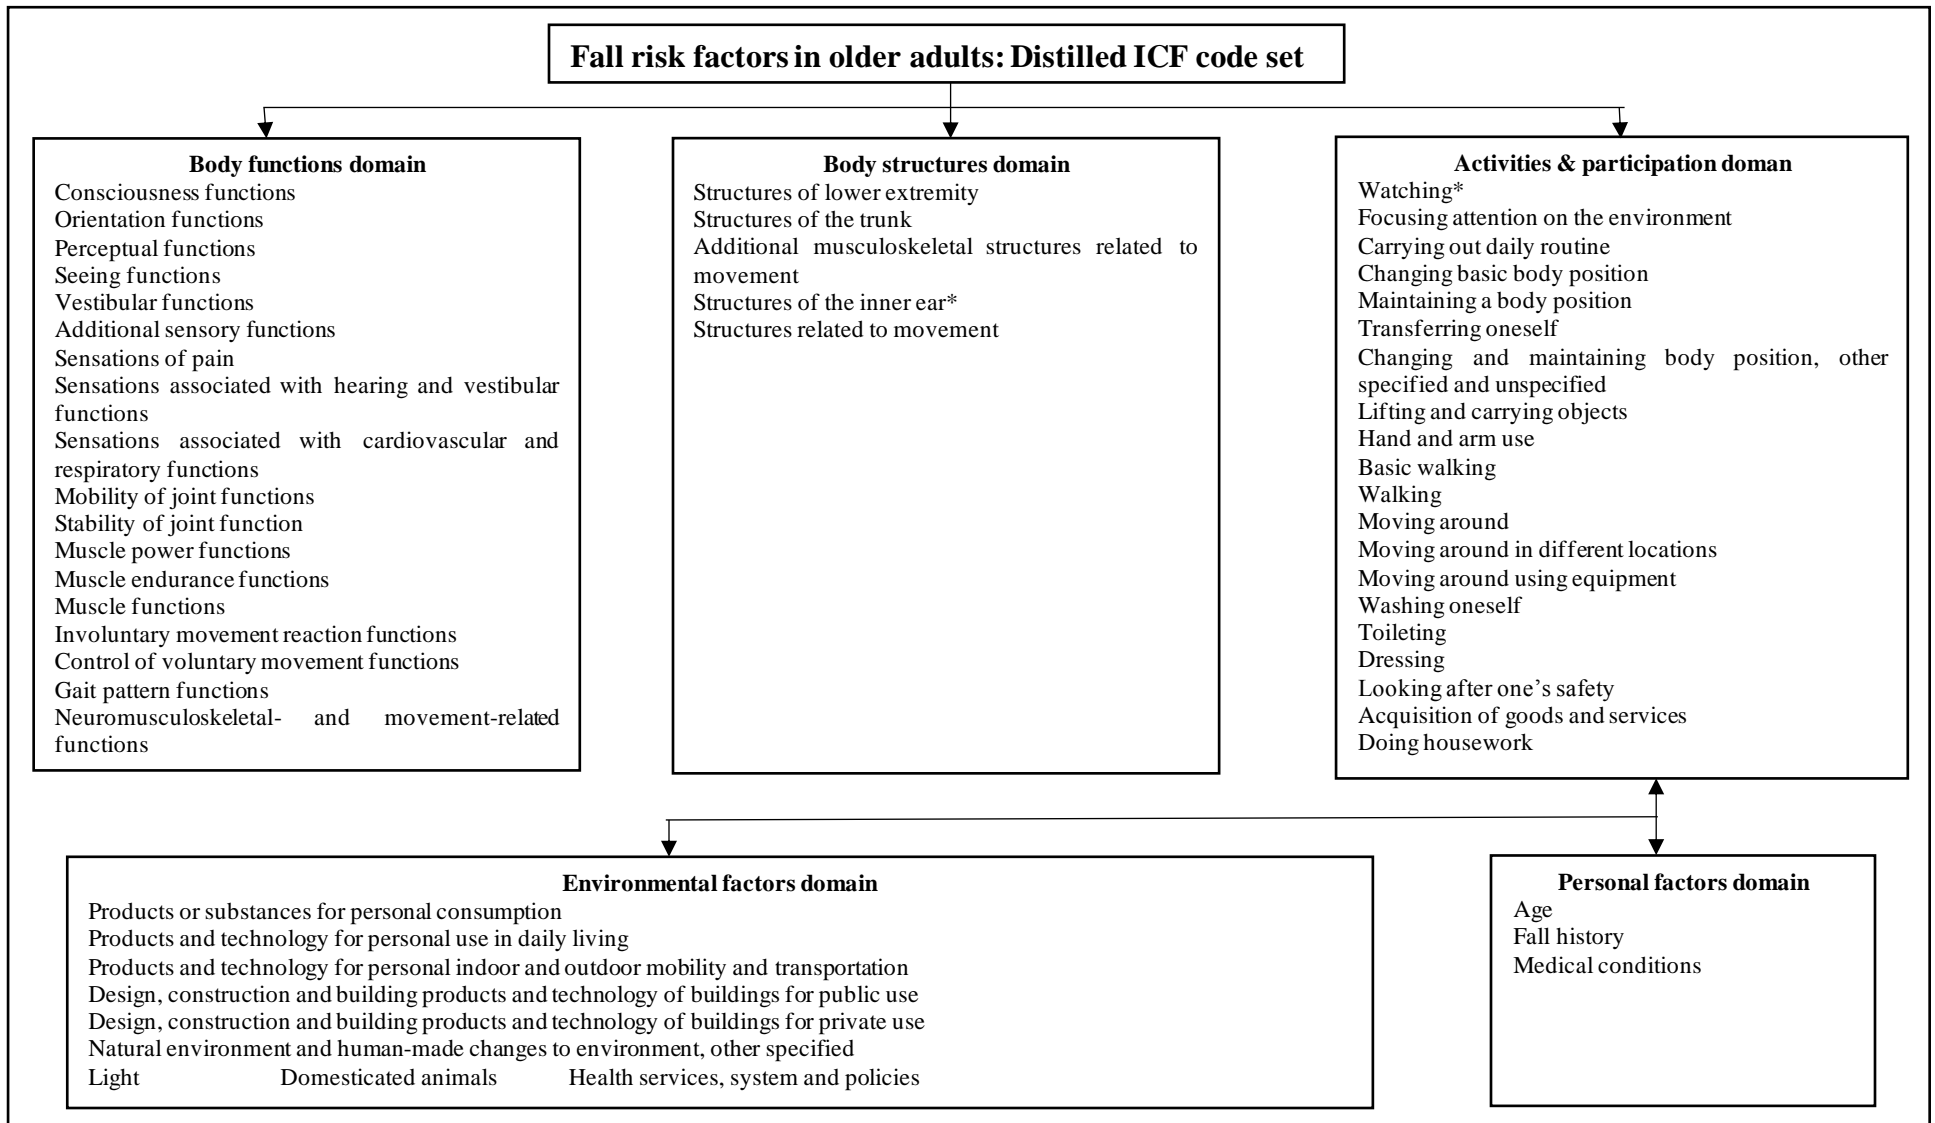 Fall risk factors in older adults: Distilled ICF code set
Body functions domain
Consciousness functions
Orientation functions
Perceptual functions
Seeing functions
Vestibular functions
Additional sensory functions
Sensations of pain
Sensations associated with hearing and vestibular
functions
Sensations associated with cardiovascular and
respiratory functions
Mobility of joint functions
Stability of joint function
Muscle power functions
Muscle endurance functions
Muscle functions
Involuntary movement reaction functions
Control of voluntary movement functions
Gait pattern functions
Neuromusculoskeletal- and movement-related
functions
Body structures domain
Structures of lower extremity
Structures of the trunk
Additional musculoskeletal structures related to
movement
Structures of the inner ear*
Structures related to movement
Activities & participation doman
Watching*
Focusing attention on the environment
Carrying out daily routine
Changing basic body position
Maintaining a body position
Transferring oneself
Changing and maintaining body position, other
specified and unspecified
Lifting and carrying objects
Hand and arm use
Basic walking
Walking
Moving around
Moving around in different locations
Moving around using equipment
Washing oneself
Toileting
Dressing
Looking after one’s safety
Acquisition of goods and services
Doing housework
Environmental factors domain
Products or substances for personal consumption
Products and technology for personal use in daily living
Products and technology for personal indoor and outdoor mobility and transportation
Design, construction and building products and technology of buildings for public use
Design, construction and building products and technology of buildings for private use
Natural environment and human-made changes to environment, other specified
Light Domesticated animals Health services, system and policies
Personal factors domain
Age
Fall history
Medical conditions